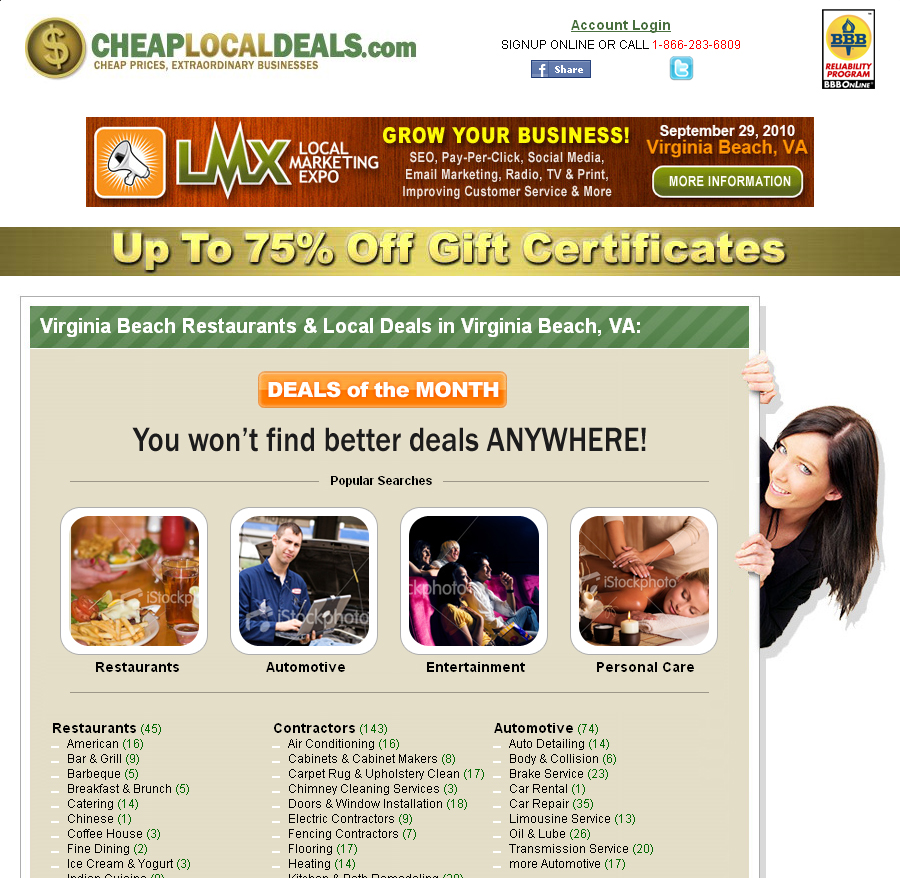 $ CHEAPLOCALDEALS.com
CHEAP PRICES, EXTRAORDINARY BUSINESSES
Account Login
SIGNUP ONLINE OR CALL 1-866-283-6809
f Share
t
BBB
RELIABILITY
PROGRAM
BBBONLINE
LMX LOCAL
MARKETING
EXPO
GROW YOUR BUSINESS!
SEO, Pay-Per-Click, Social Media,
Email Marketing, Radio, TV & Print,
Improving Customer Service & More
September 29, 2010
Virginia Beach, VA
MORE INFORMATION
Up To 75% Off Gift Certificates
Virginia Beach Restaurants & Local Deals in Virginia Beach, VA:
DEALS of the MONTH
You won't find better deals ANYWHERE!
Popular Searches
iStockp
iStockphoto
ckphoto
iStockphoto
Restaurants
Automotive
Entertainment
Personal Care
Restaurants (45)
American (16)
Bar & Grill (9)
Barbeque (5)
Breakfast & Brunch (5)
Catering (14)
Chinese (1)
Coffee House (3)
Fine Dining (2)
Ice Cream & Yogurt (3)
Contractors (143)
Air Conditioning (16)
Cabinets & Cabinet Makers (8)
Carpet Rug & Upholstery Clean (17)
Chimney Cleaning Services (3)
Doors & Window Installation (18)
Electric Contractors (9)
Fencing Contractors (7)
Flooring (17)
Heating (14)
Automotive (74)
Auto Detailing (14)
Body & Collision (6)
Brake Service (23)
Car Rental (1)
Car Repair (35)
Limousine Service (13)
Oil & Lube (26)
Transmission Service (20)
more Automotive (17)